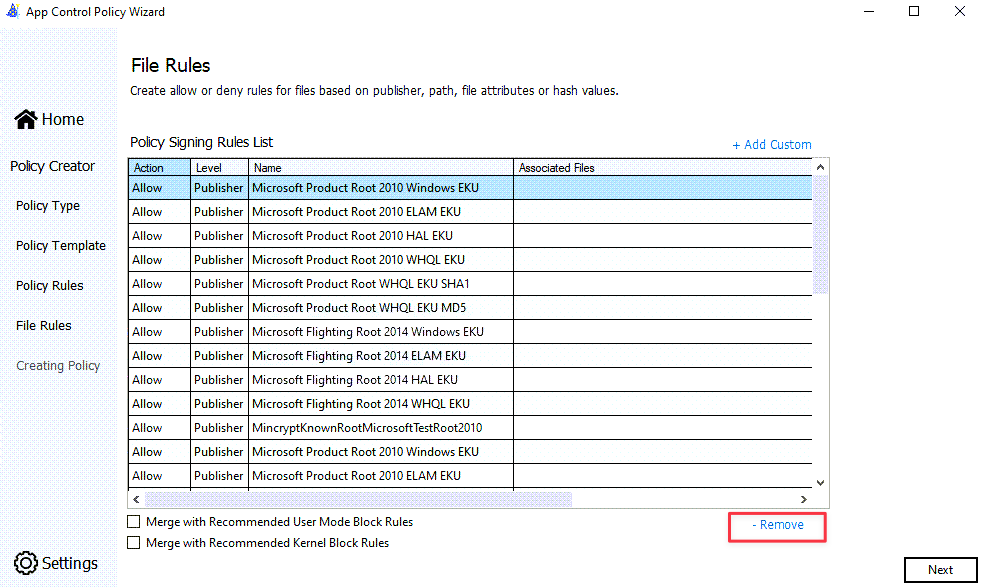 App Control Policy Wizard
File Rules
Create allow or deny rules for files based on publisher, path, file attributes or hash values.
Home
Policy Creator
Policy Type
Policy Template
Policy Rules
File Rules
Creating Policy
Settings
Policy Signing Rules List
+ Add Custom
Action Level Name Associated Files
Allow Publisher Microsoft Product Root 2010 Windows EKU
Allow Publisher Microsoft Product Root 2010 ELAM EKU
Allow Publisher Microsoft Product Root 2010 HAL EKU
Allow Publisher Microsoft Product Root 2010 WHQL EKU
Allow Publisher Microsoft Product Root WHQL EKU SHA1
Allow Publisher Microsoft Product Root WHQL EKU MD5
Allow Publisher Microsoft Flighting Root 2014 Windows EKU
Allow Publisher Microsoft Flighting Root 2014 ELAM EKU
Allow Publisher Microsoft Flighting Root 2014 HAL EKU
Allow Publisher Microsoft Flighting Root 2014 WHQL EKU
Allow Publisher MincryptKnownRootMicrosoftTestRoot2010
Allow Publisher Microsoft Product Root 2010 Windows EKU
Allow Publisher Microsoft Product Root 2010 ELAM EKU
Merge with Recommended User Mode Block Rules
Merge with Recommended Kernel Block Rules
- Remove
Next